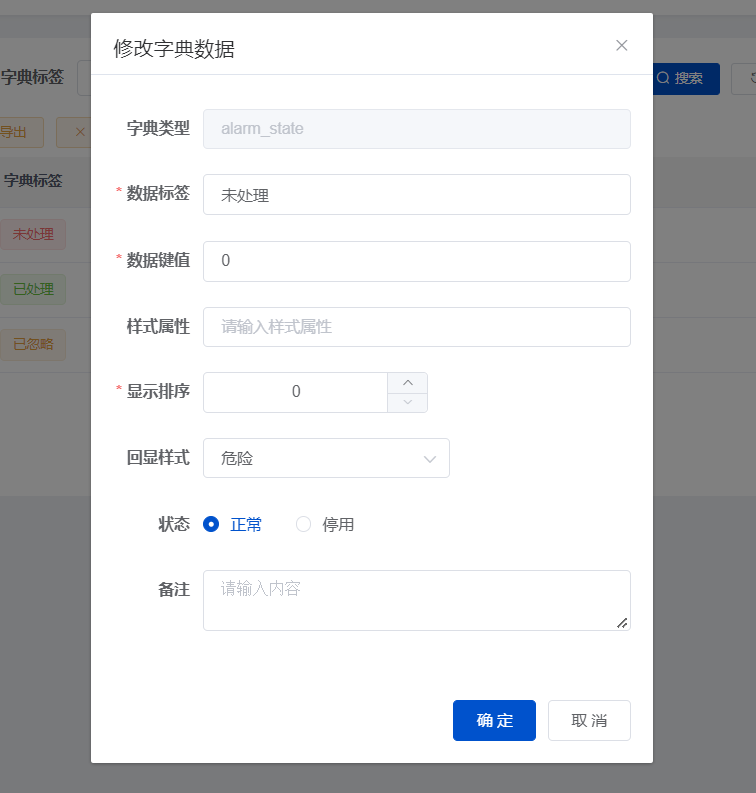 修改字典数据
字典标签
搜索
导出
字典标签
未处理
已处理
已忽略
字典类型 alarm_state
* 数据标签 未处理
* 数据键值 0
样式属性 请输入样式属性
* 显示排序 0
回显样式 危险
状态 正常 停用
备注 请输入内容
确 定 取 消